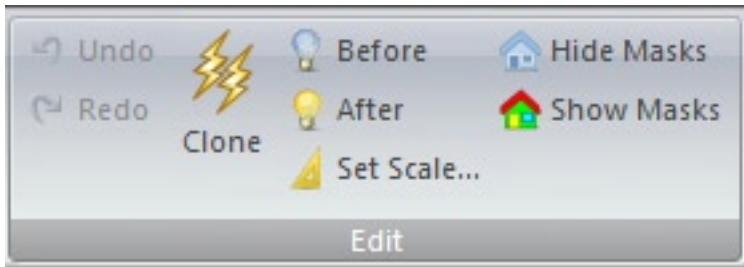 Undo
Redo
Clone
Before
After
Set Scale...
Hide Masks
Show Masks
Edit